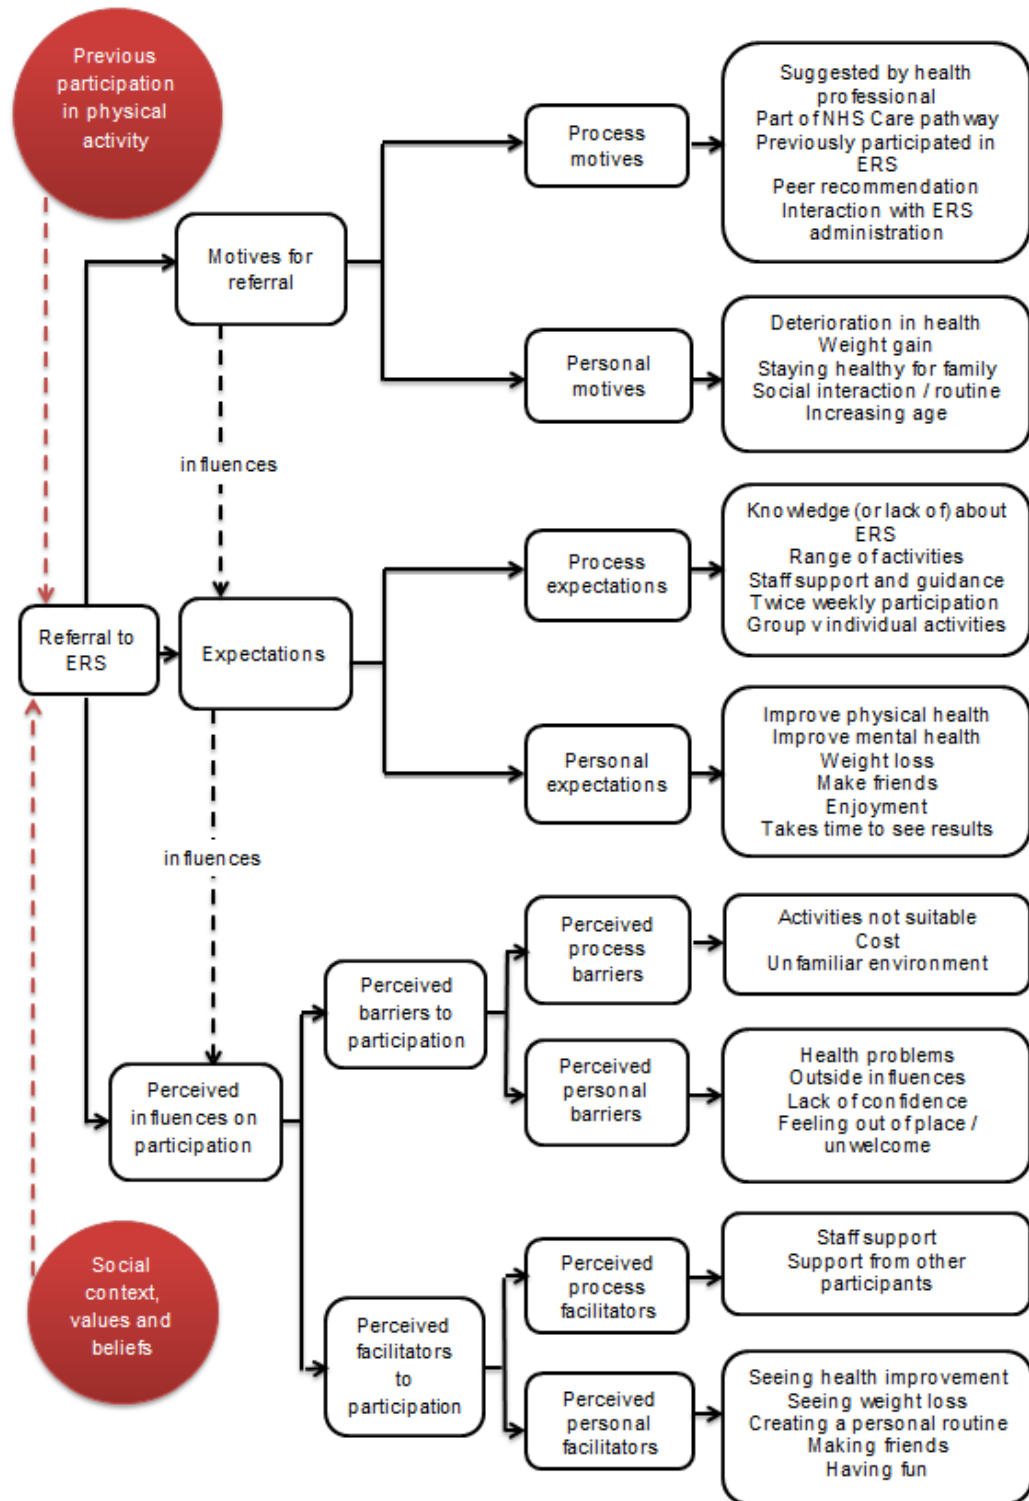 Previous
participation
in physical
activity
Process
motives
Suggested by health
professional
Part of NHS Care pathway
Previously participated in
ERS
Peer recommendation
Interaction with ERS
administration
Motives for
referral
Personal
motives
Deterioration in health
Weight gain
Staying healthy for family
Social interaction / routine
Increasing age
influences
Referral to
ERS
Expectations
Process
expectations
Knowledge (or lack of) about
ERS
Range of activities
Staff support and guidance
Twice weekly participation
Group v individual activities
Personal
expectations
Improve physical health
Improve mental health
Weight loss
Make friends
Enjoyment
Takes time to see results
influences
Perceived
influences on
participation
Perceived
barriers to
participation
Perceived
process
barriers
Activities not suitable
Cost
Unfamiliar environment
Perceived
personal
barriers
Health problems
Outside influences
Lack of confidence
Feeling out of place /
unwelcome
Social
context,
values and
beliefs
Perceived
facilitators
to
participation
Perceived
process
facilitators
Staff support
Support from other
participants
Perceived
personal
facilitators
Seeing health improvement
Seeing weight loss
Creating a personal routine
Making friends
Having fun